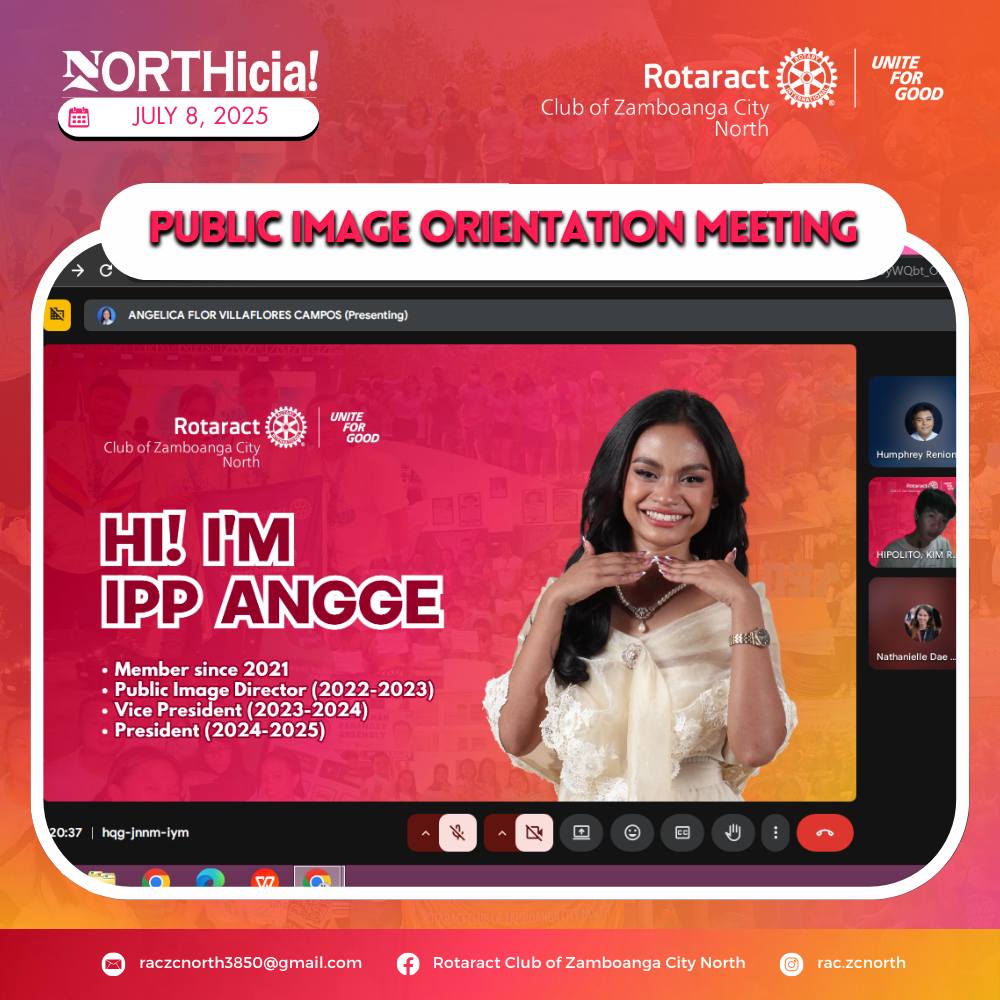 NORTHicia!
JULY 8, 2025
Rotaract
Club of Zamboanga City
North
UNITE
FOR
GOOD
PUBLIC IMAGE ORIENTATION MEETING
ANGELICA FLOR VILLAFLORES CAMPOS (Presenting)
Rotaract
Club of Zamboanga City
North
UNITE
FOR
GOOD
HI! I'M
IPP ANGGE
• Member since 2021
• Public Image Director (2022-2023)
• Vice President (2023-2024)
• President (2024-2025)
Humphrey Renion
Rotaract
HIPOLITO, KIM R...
Nathanielle Dae ...
20:37 | hqg-jnnm-iym
raczcnorth3850@gmail.com
Rotaract Club of Zamboanga City North
rac.zcnorth